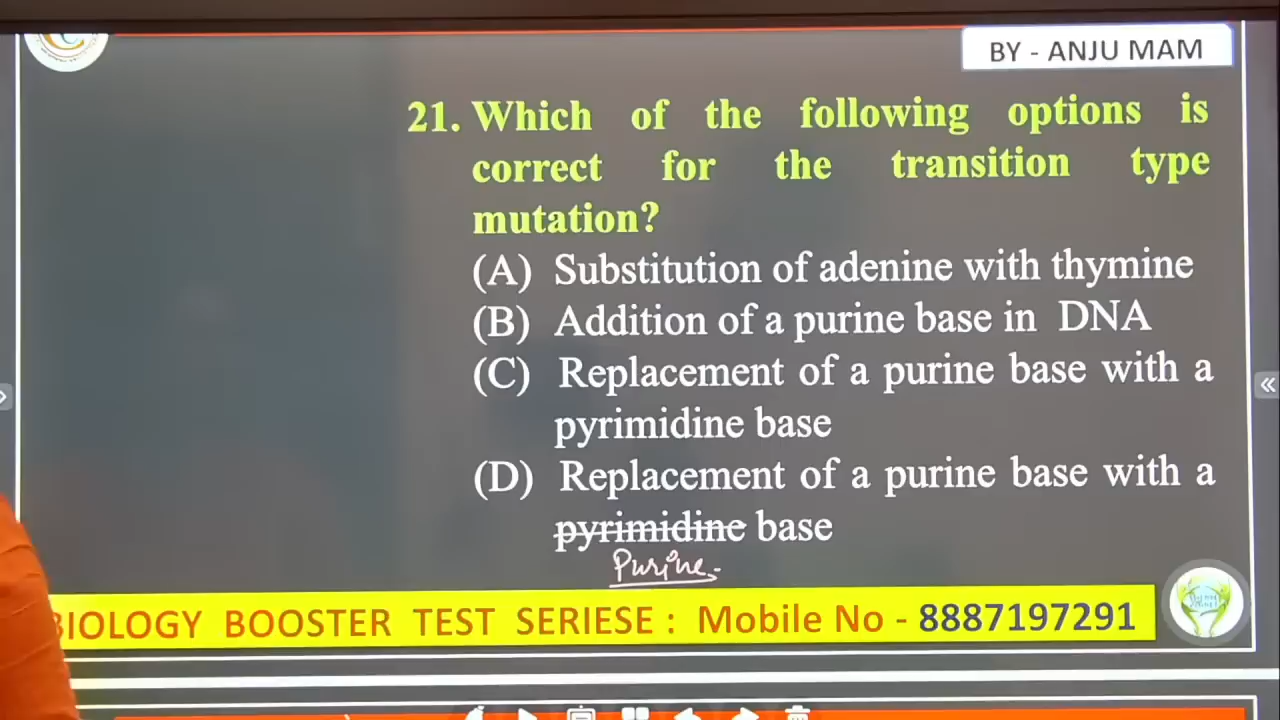 BY - ANJU MAM
21. Which of the following options is
correct for the transition type
mutation?
(A) Substitution of adenine with thymine
(B) Addition of a purine base in DNA
(C) Replacement of a purine base with a
pyrimidine base
(D) Replacement of a purine base with a
pyrimidine base
Purine
BIOLOGY BOOSTER TEST SERIESE : Mobile No - 8887197291